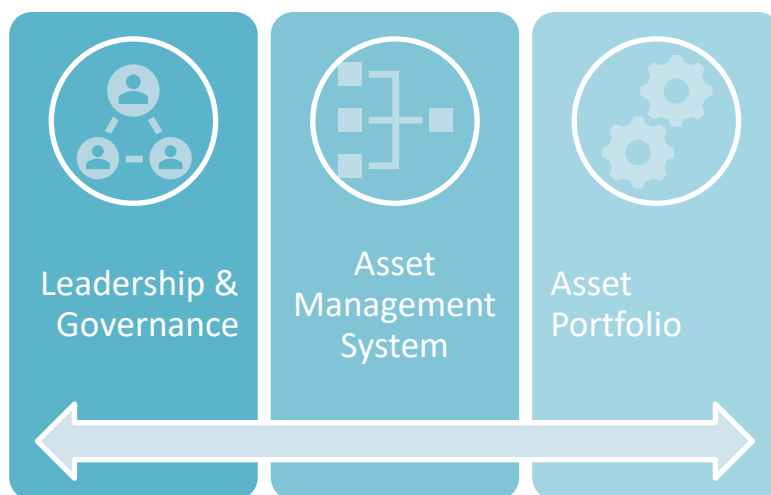 Leadership &
Governance
Asset
Management
System
Asset
Portfolio